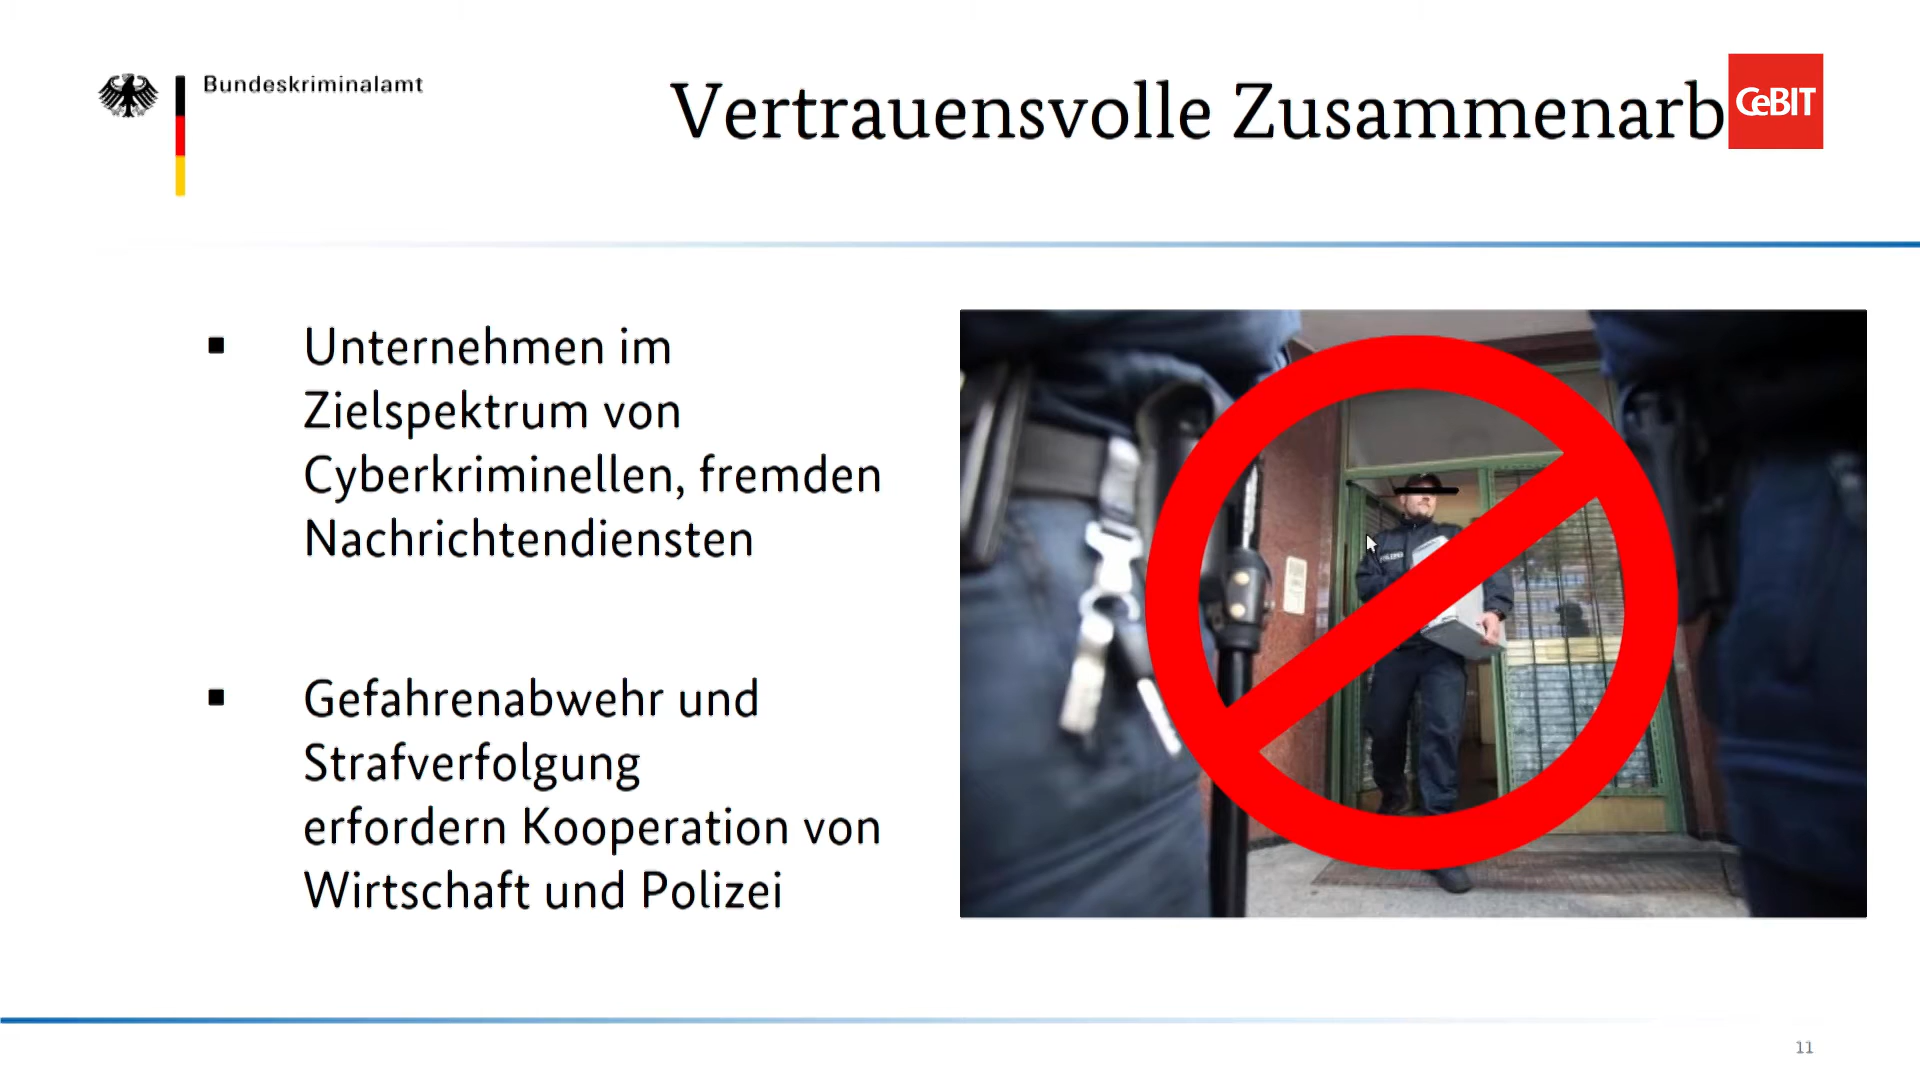 Bundeskriminalamt
Vertrauensvolle Zusammenarb
CeBIT
Unternehmen im
Zielspektrum von
Cyberkriminellen, fremden
Nachrichtendiensten
Gefahrenabwehr und
Strafverfolgung
erfordern Kooperation von
Wirtschaft und Polizei
11